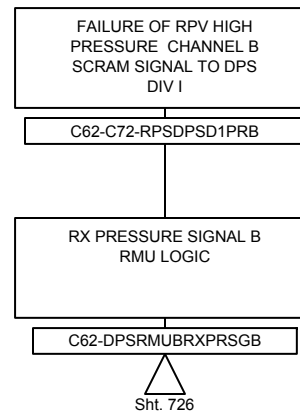 FAILURE OF RPV HIGH
PRESSURE CHANNEL B
SCRAM SIGNAL TO DPS
DIV I
C62-C72-RPSDPSD1PRB
RX PRESSURE SIGNAL B
RMU LOGIC
C62-DPSRMUBRXPRSGB
Sht. 726